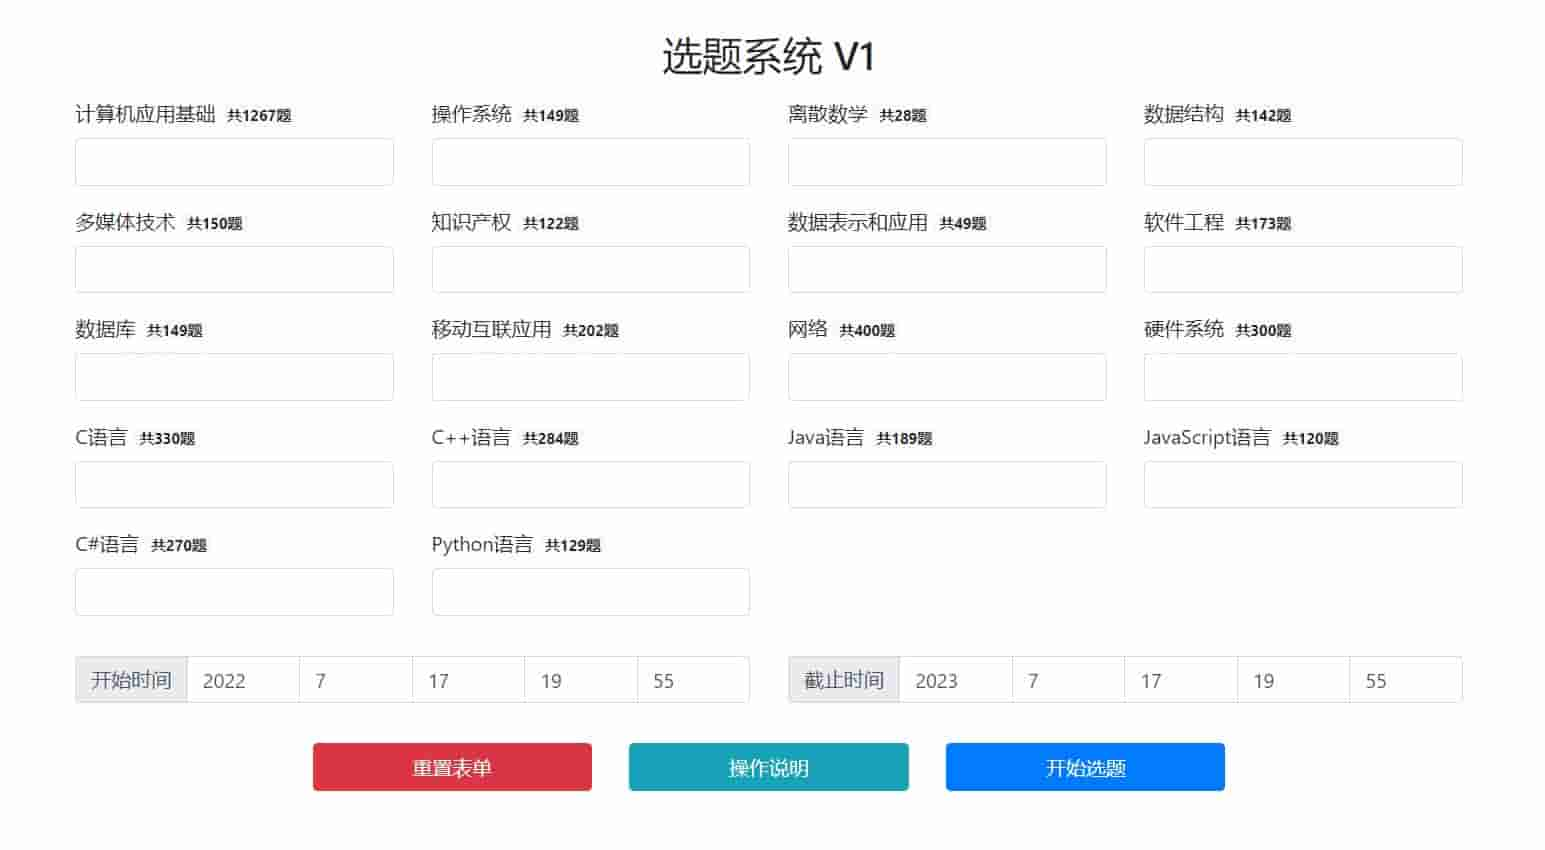 选题系统 V1
计算机应用基础 共1267题 操作系统 共149题 离散数学 共28题 数据结构 共142题
多媒体技术 共150题 知识产权 共122题 数据表示和应用 共49题 软件工程 共173题
数据库 共149题 移动互联应用 共202题 网络 共400题 硬件系统 共300题
C语言 共330题 C++语言 共284题 Java语言 共189题 JavaScript语言 共120题
C#语言 共270题 Python语言 共129题
开始时间 2022 7 17 19 55 截止时间 2023 7 17 19 55
重置表单 操作说明 开始选题